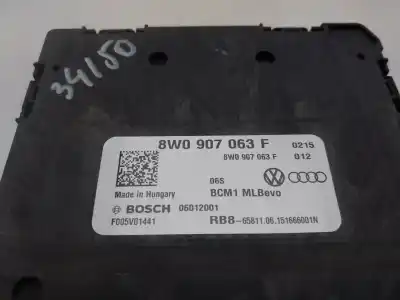 34150
8W0 907 063 F 0215
8W0 907 063 F 012
06S
Made in Hungary BCM1 MLBevo
BOSCH 06012001
F005V01441 RB8-65811.06.151666001N